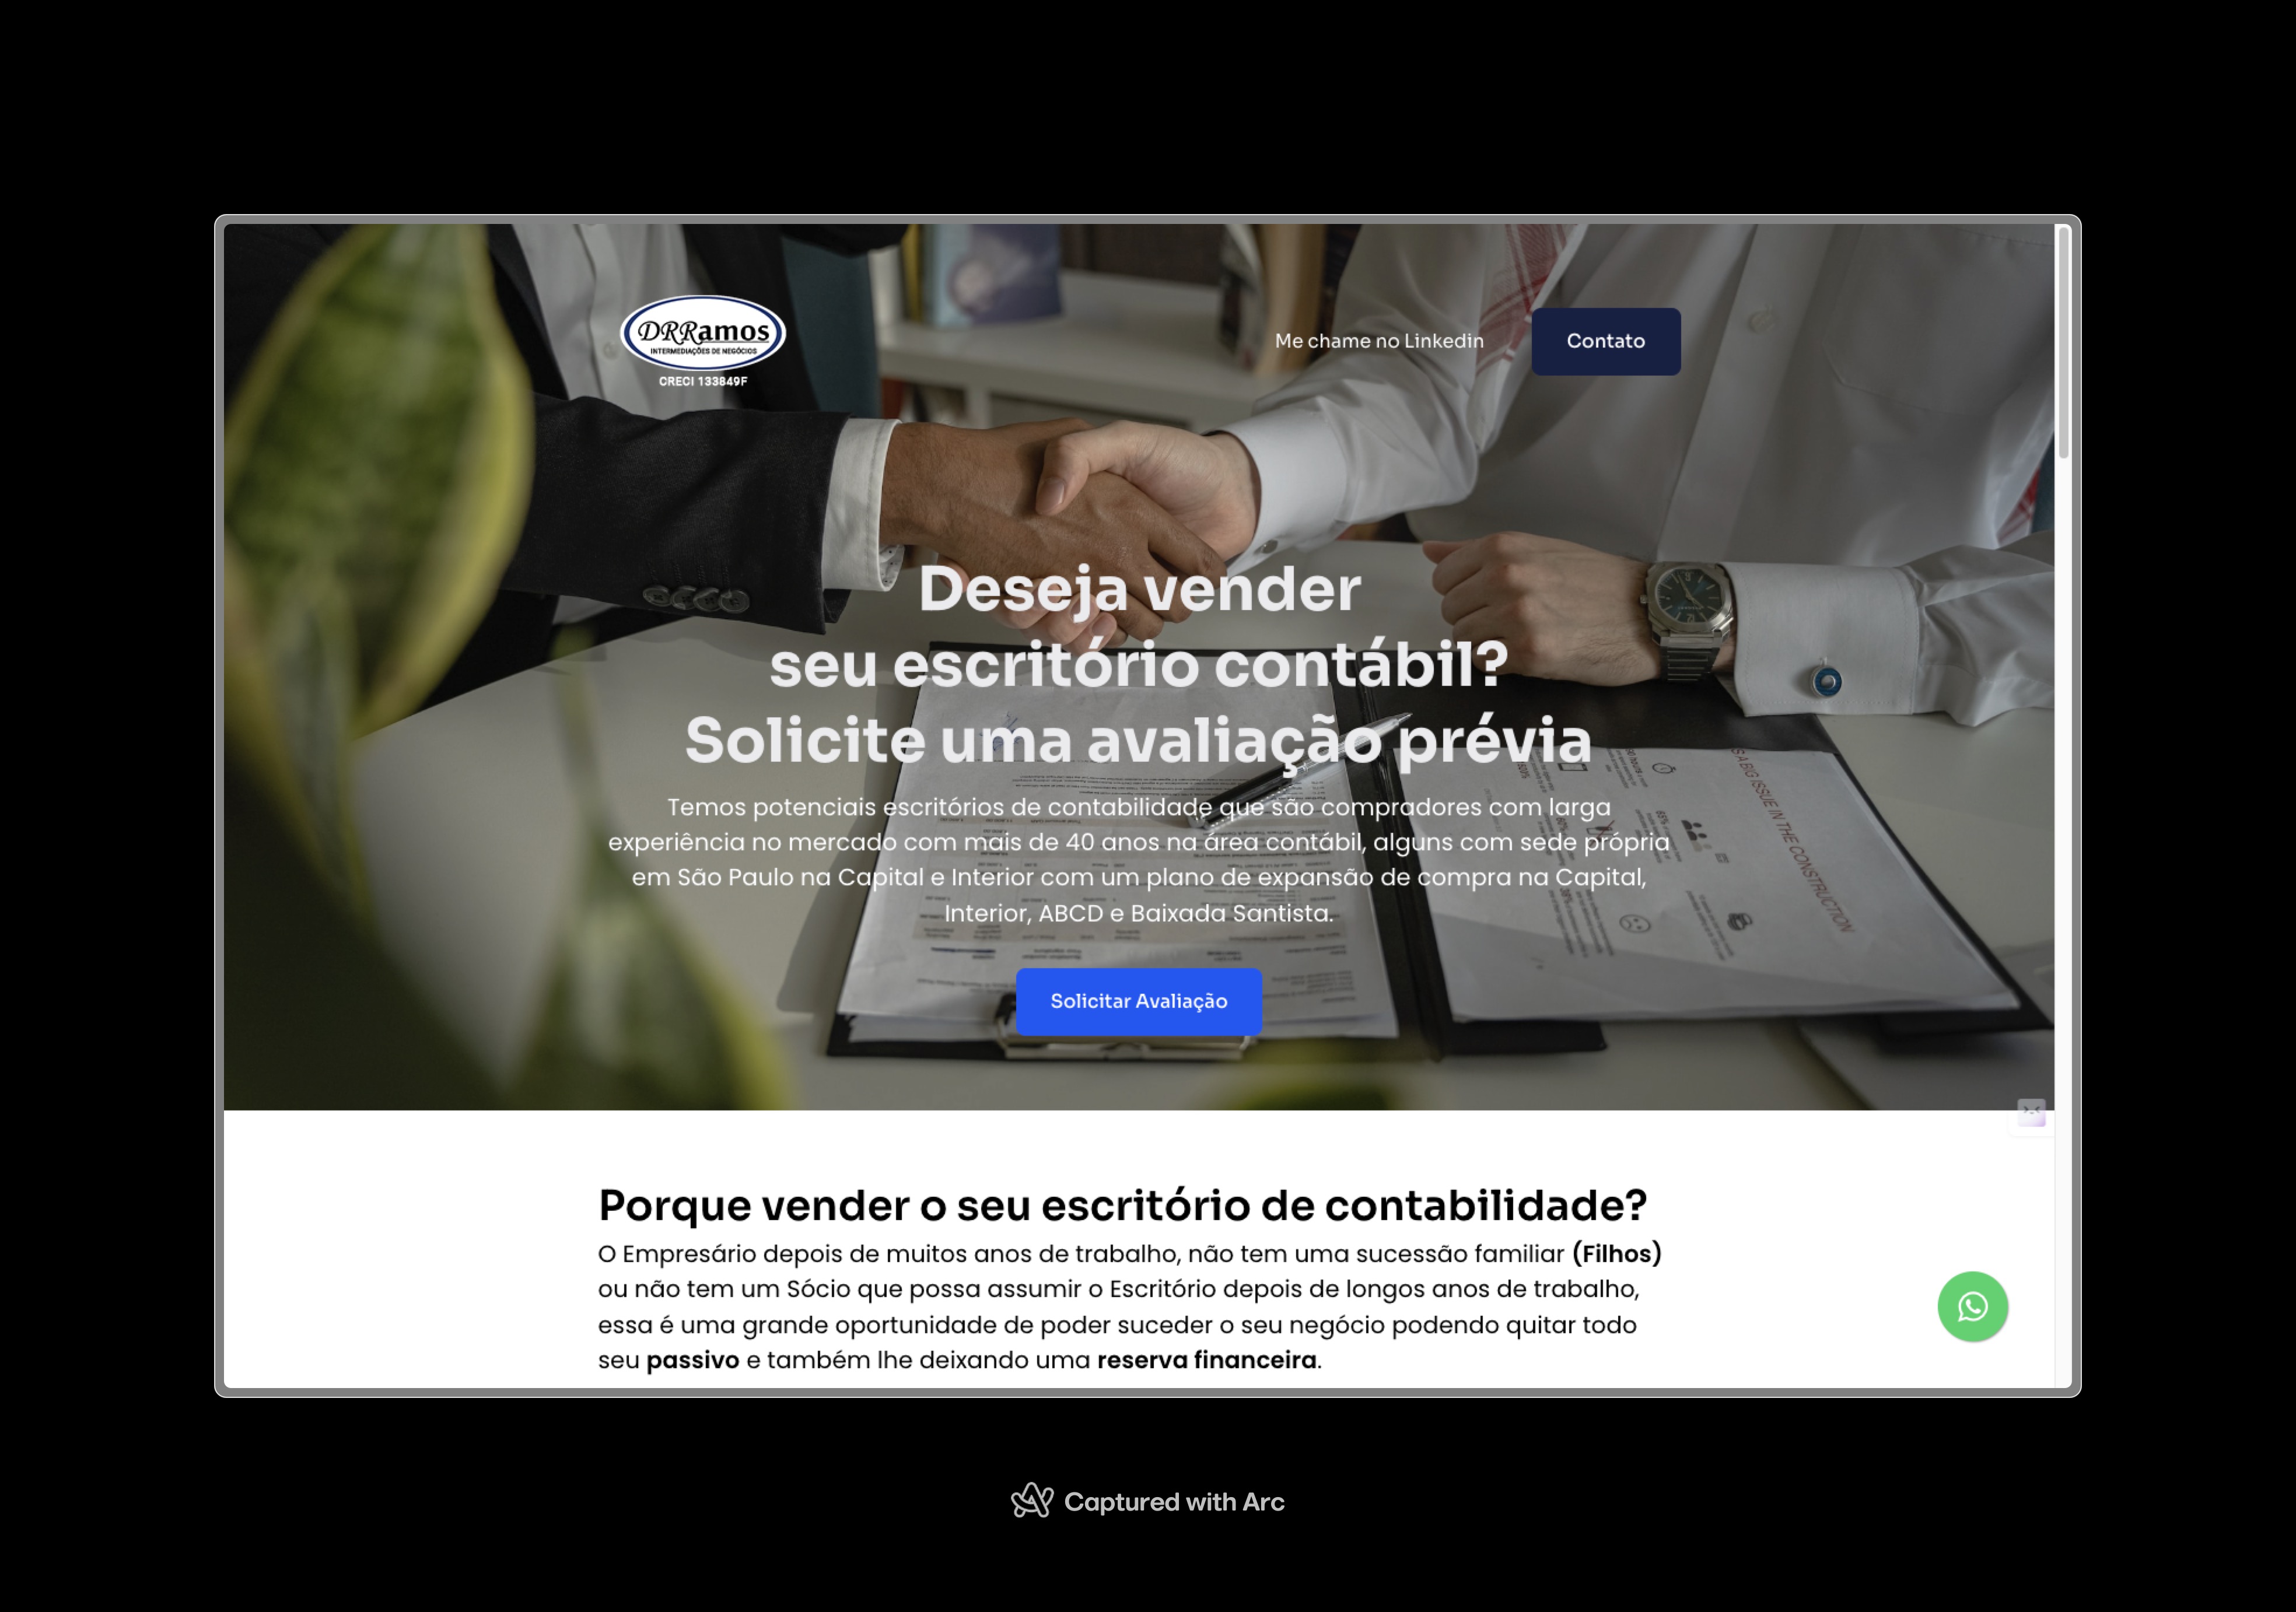 DRRamos
INTERMEDIAÇÕES DE NEGÓCIOS
CRECI 133849F
Me chame no Linkedin
Contato
Deseja vender
seu escritório contábil?
Solicite uma avaliação prévia
Temos potenciais escritórios de contabilidade que são compradores com larga
experiência no mercado com mais de 40 anos na área contábil, alguns com sede própria
em São Paulo na Capital e Interior com um plano de expansão de compra na Capital,
Interior, ABCD e Baixada Santista.
S A BIG ISSUE IN THE CONSTRUCTION
Solicitar Avaliação
Porque vender o seu escritório de contabilidade?
O Empresário depois de muitos anos de trabalho, não tem uma sucessão familiar (Filhos)
ou não tem um Sócio que possa assumir o Escritório depois de longos anos de trabalho,
essa é uma grande oportunidade de poder suceder o seu negócio podendo quitar todo
seu passivo e também lhe deixando uma reserva financeira.
Captured with Arc